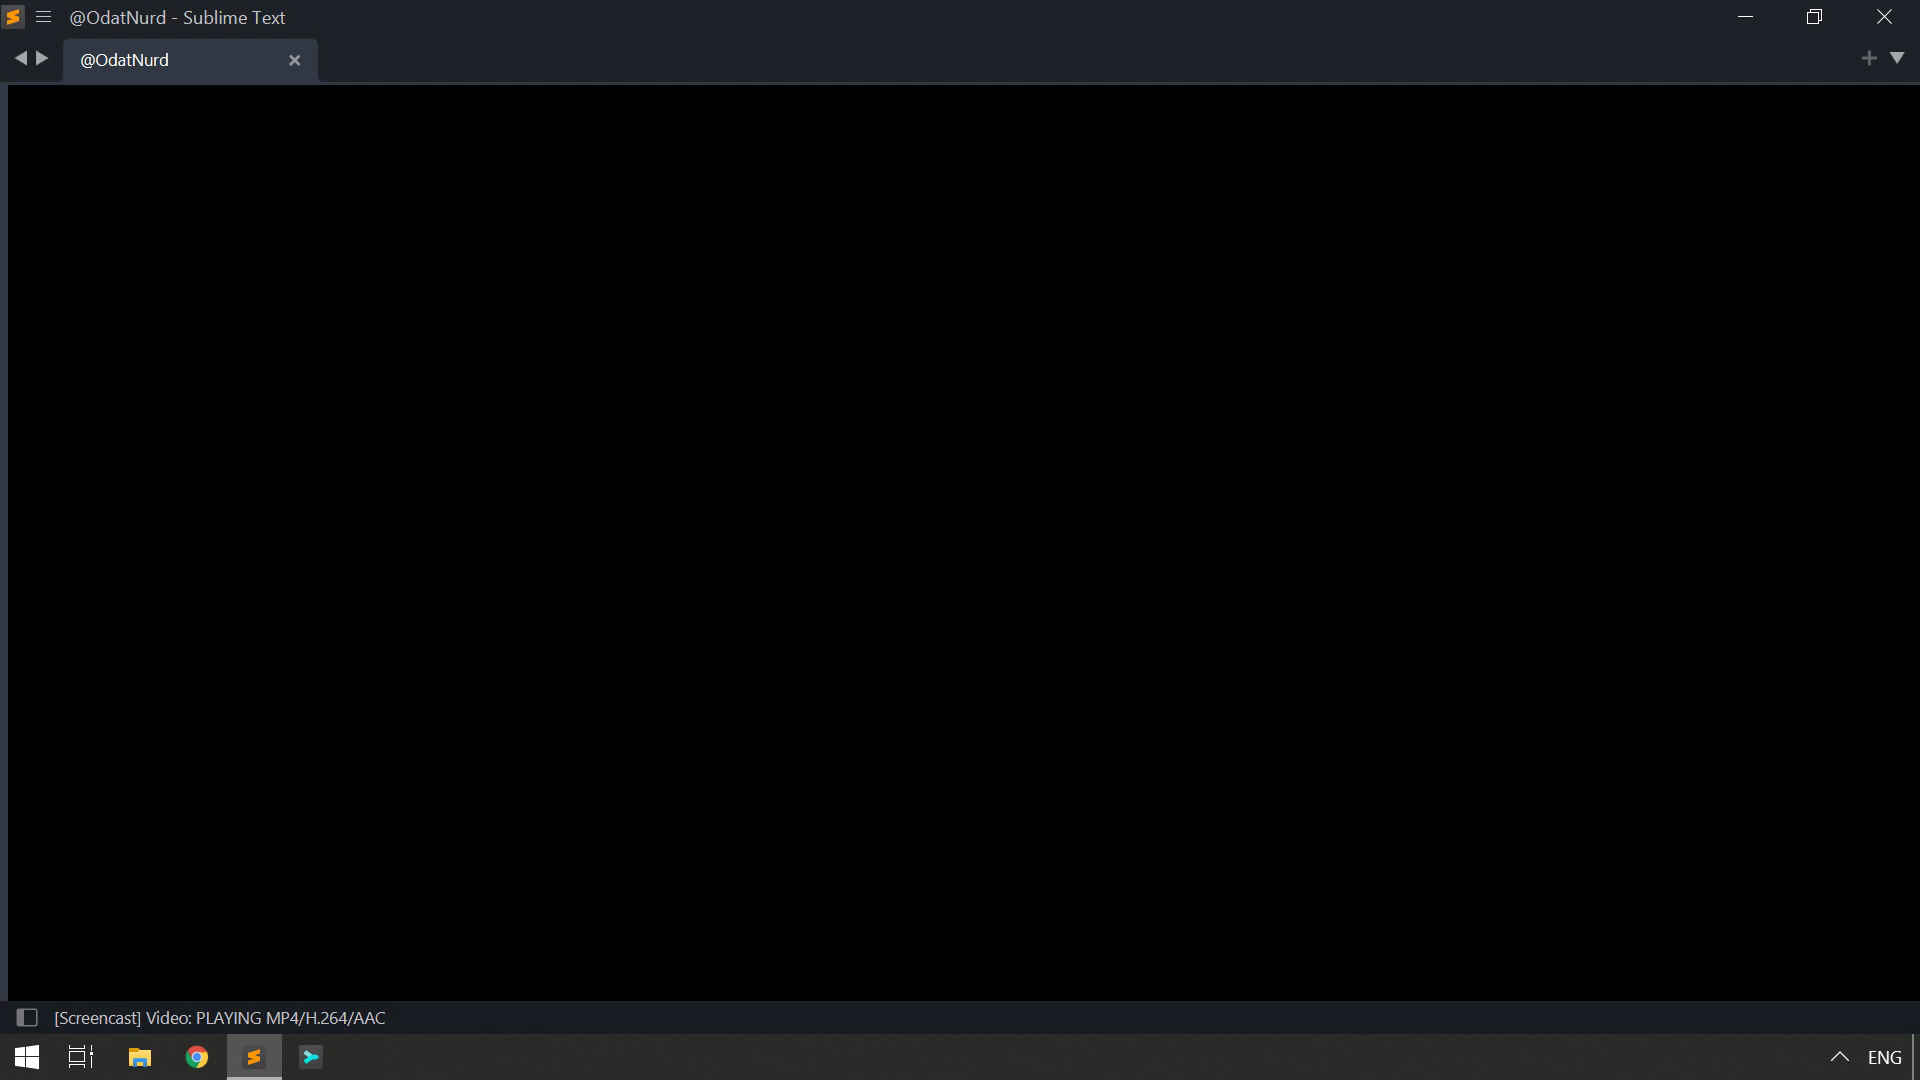 @OdatNurd - Sublime Text
@OdatNurd
[Screencast] Video: PLAYING MP4/H.264/AAC
ENG